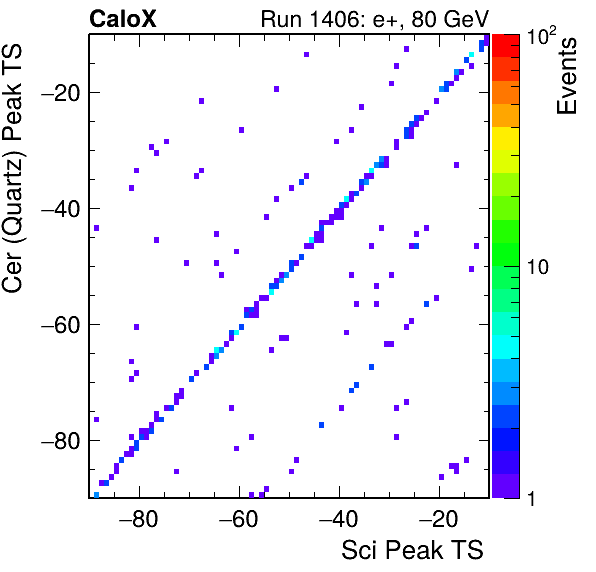 CaloX Run 1406: e+, 80 GeV
Cer (Quartz) Peak TS
−20
−40
−60
−80
−80 −60 −40 −20
Sci Peak TS
10²
10
1
Events